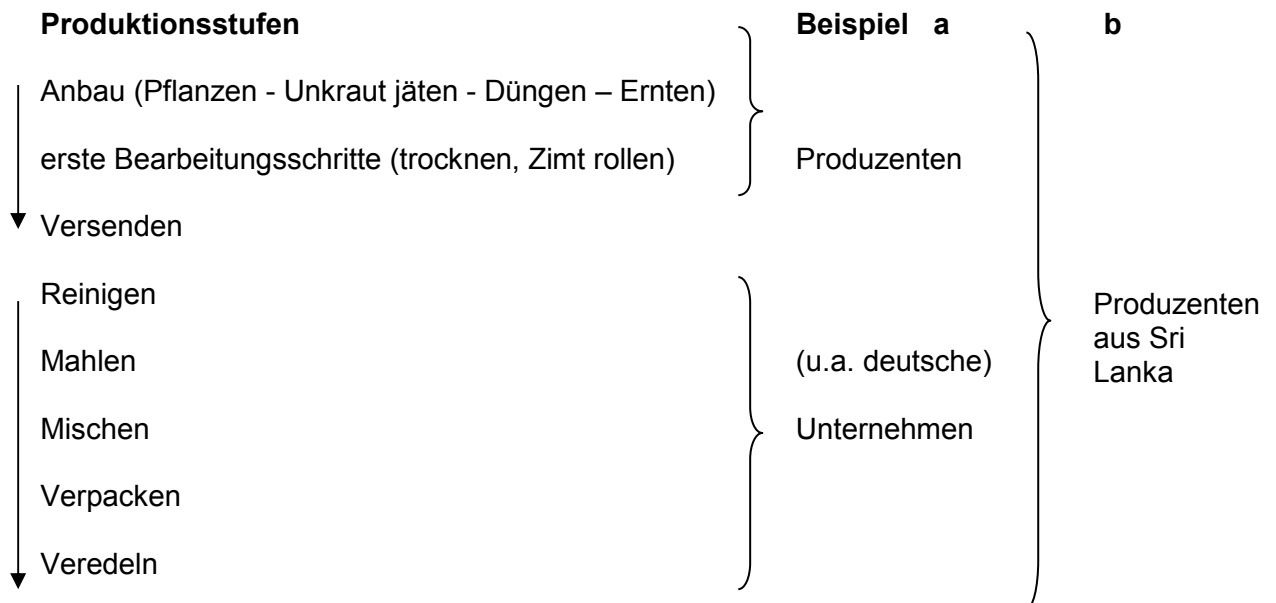 Produktionsstufen Beispiel a b
Anbau (Pflanzen - Unkraut jäten - Düngen – Ernten)
erste Bearbeitungsschritte (trocknen, Zimt rollen) Produzenten
Versenden
Reinigen
Mahlen (u.a. deutsche)
Mischen Unternehmen
Verpacken
Veredeln
Produzenten
aus Sri
Lanka